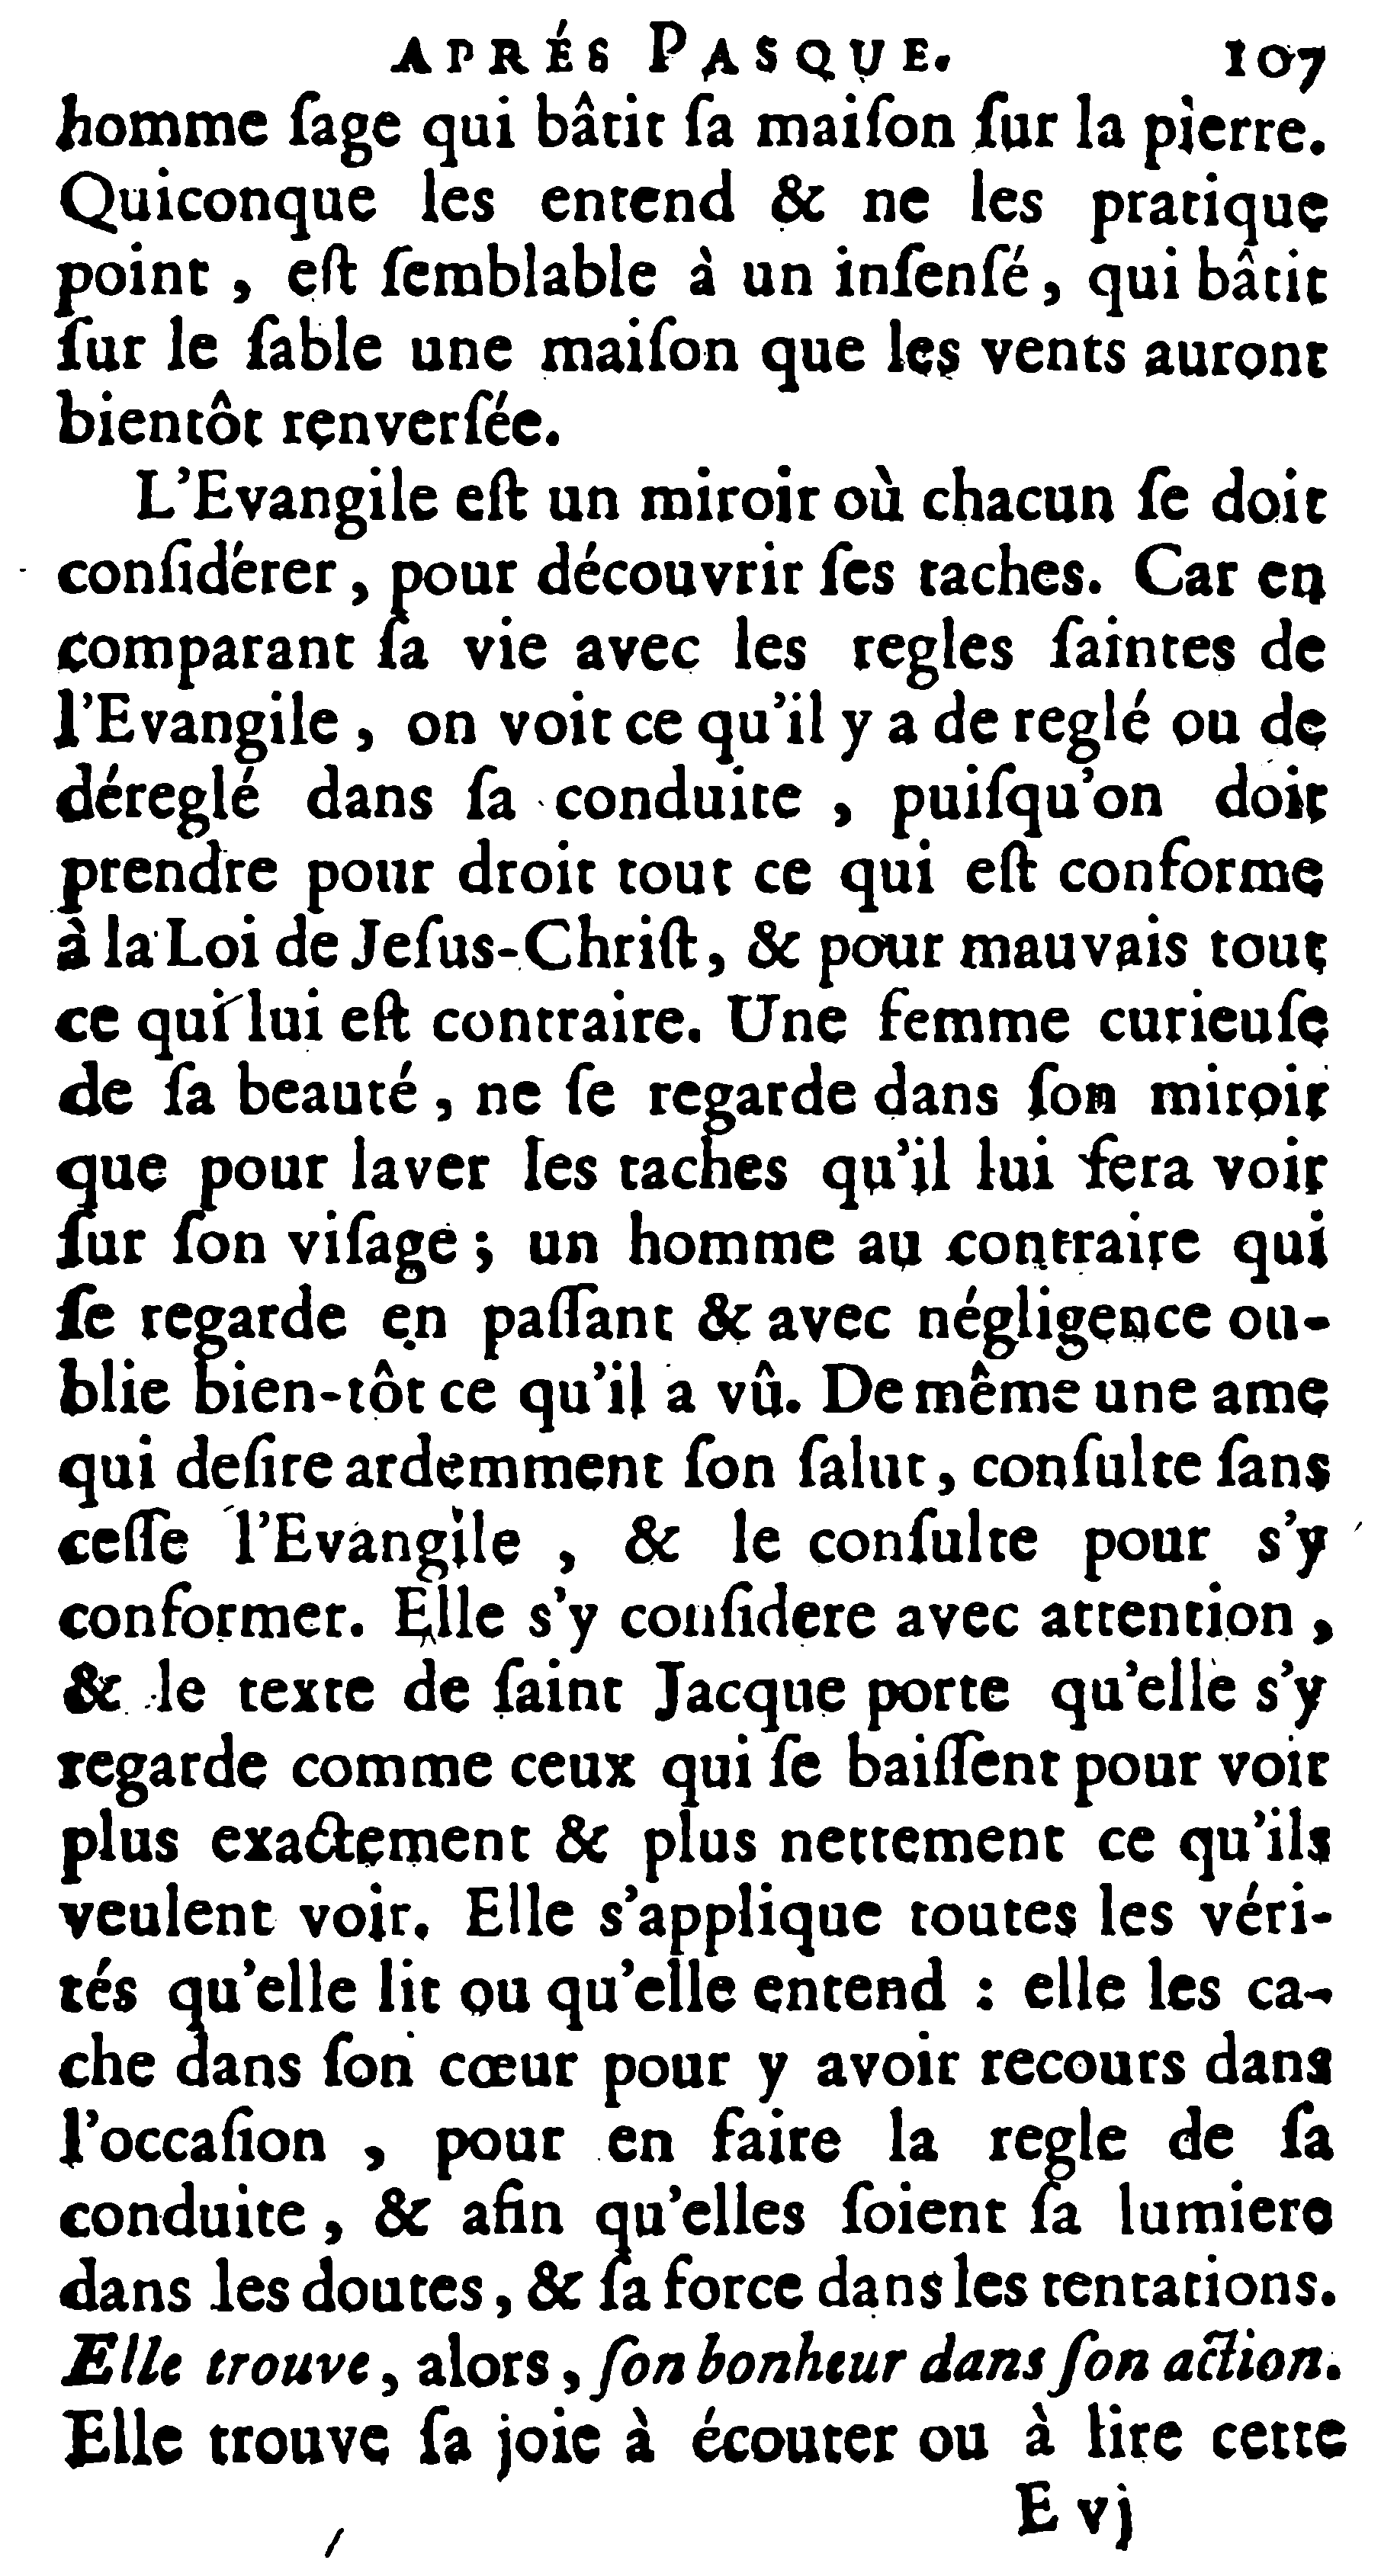 APRÉS PASQUE. 107
homme ſage qui bâtit ſa maiſon ſur la pierre.
Quiconque les entend & ne les pratique
point, eſt ſemblable à un inſenſé, qui bâtit
ſur le ſable une maiſon que les vents auront
bientôt renverſée.
L'Evangile eſt un miroir où chacun ſe doit
conſidérer, pour découvrir ſes taches. Car en
comparant ſa vie avec les regles ſaintes de
l'Evangile, on voit ce qu'il y a de reglé ou de
déreglé dans ſa conduite, puiſqu'on doit
prendre pour droit tout ce qui eſt conforme
à la Loi de Jeſus-Chriſt, & pour mauvais tout
ce qui lui eſt contraire. Une femme curieuſe
de ſa beauté, ne ſe regarde dans ſon miroir
que pour laver les taches qu'il lui fera voir
ſur ſon viſage; un homme au contraire qui
ſe regarde en paſſant & avec négligence ou-
blie bien-tôt ce qu'il a vû. De même une ame
qui deſire ardemment ſon ſalut, conſulte ſans
ceſſe l'Evangile, & le conſulte pour s'y
conformer. Elle s'y conſidere avec attention,
& le texte de ſaint Jacque porte qu'elle s'y
regarde comme ceux qui ſe baiſſent pour voir
plus exactement & plus nettement ce qu'ils
veulent voir. Elle s'applique toutes les véri-
tés qu'elle lit ou qu'elle entend : elle les ca-
che dans ſon cœur pour y avoir recours dans
l'occaſion, pour en faire la regle de ſa
conduite, & afin qu'elles ſoient ſa lumiere
dans les doutes, & ſa force dans les tentations.
Elle trouve, alors, ſon bonheur dans ſon action.
Elle trouve ſa joie à écouter ou à lire cette
E vj